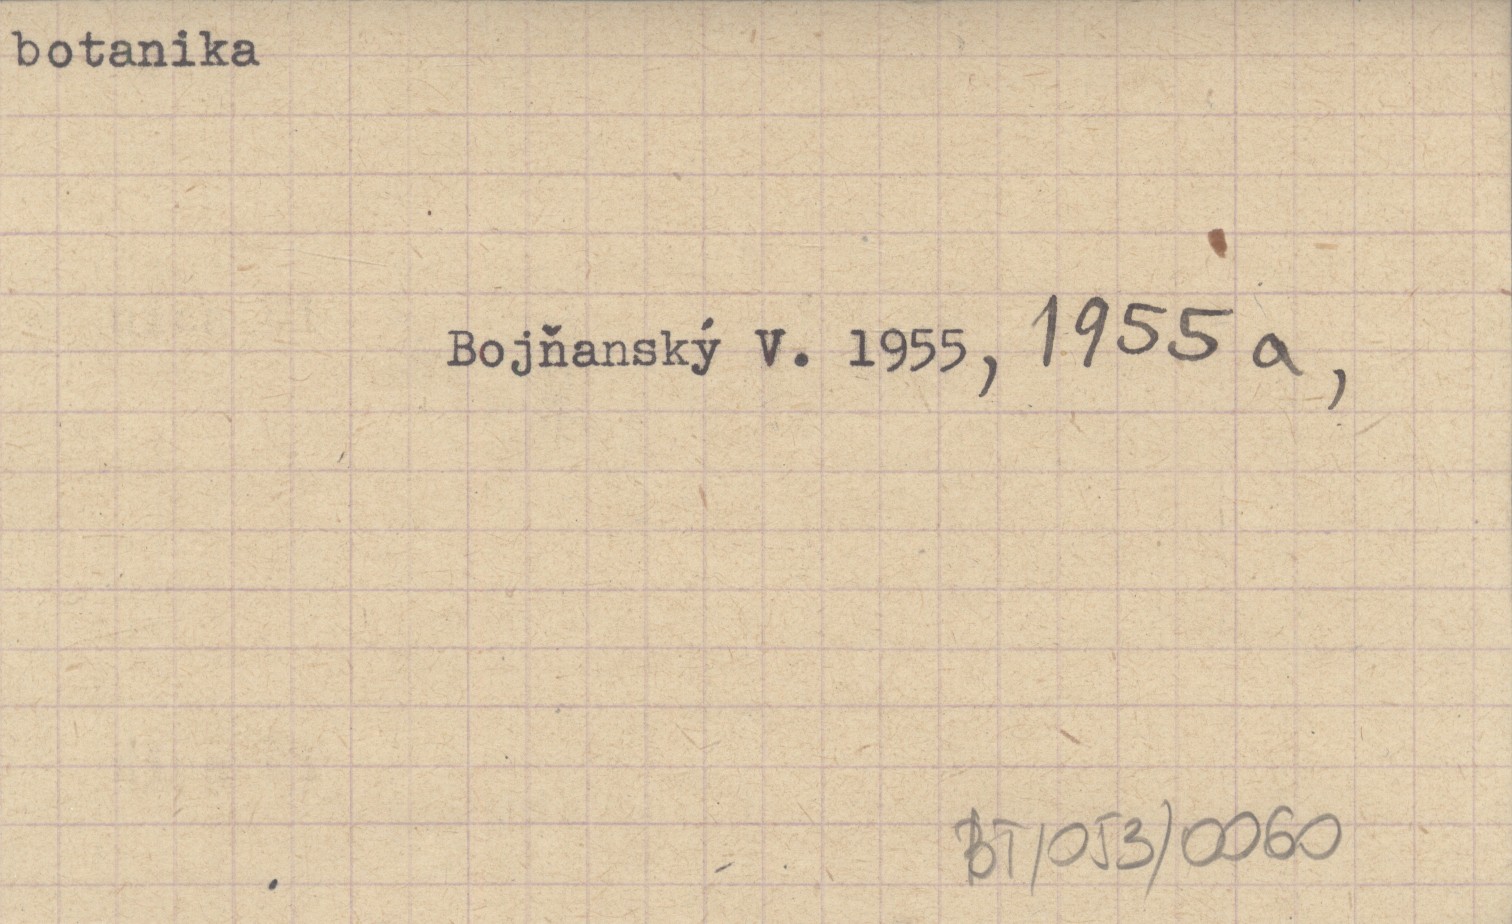 botanika
Bojňanský V. 1955, 1955 a,
BT/053/0060